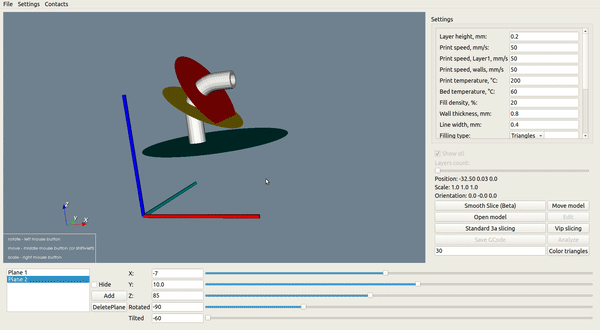 File Settings Contacts
Settings
Layer height, mm: 0.2
Print speed, mm/s: 50
Print speed, Layer1, mm/s 50
Print speed, walls, mm/s 50
Print temperature, °C: 200
Bed temperature, °C: 60
Fill density, %: 20
Wall thickness, mm: 0.8
Line width, mm: 0.4
Filling type: Triangles
Show stl
Layers count:
Position: -32.50 0.03 0.0
Scale: 1.0 1.0 1.0
Orientation: 0.0 -0.0 0.0
Smooth Slice (Beta) Move model
Open model Edit
Standard 3a slicing Vip slicing
Save GCode Analyze
30 Color triangles
Z
Y
X
rotate - left mouse button
move - middle mouse button (or shift+left)
scale - right mouse button
Plane 1
Plane 2
Hide
Add
DeletePlane
X: -7
Y: 10.0
Z: 85
Rotated -90
Tilted -60